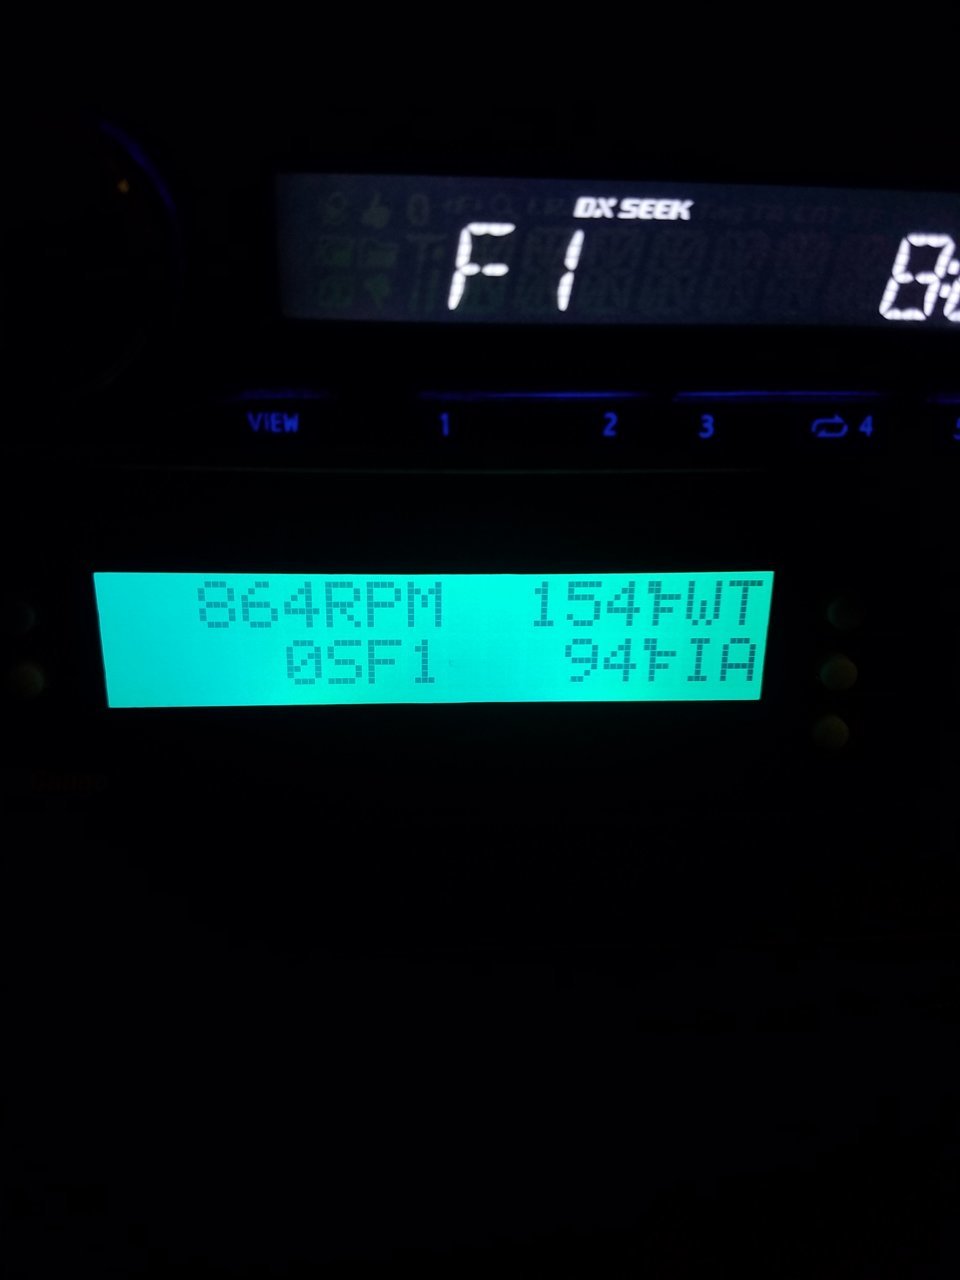 DX SEEK
F1
VIEW 1 2 3 4
864RPM 154°FWT
0SF1 94°FIA